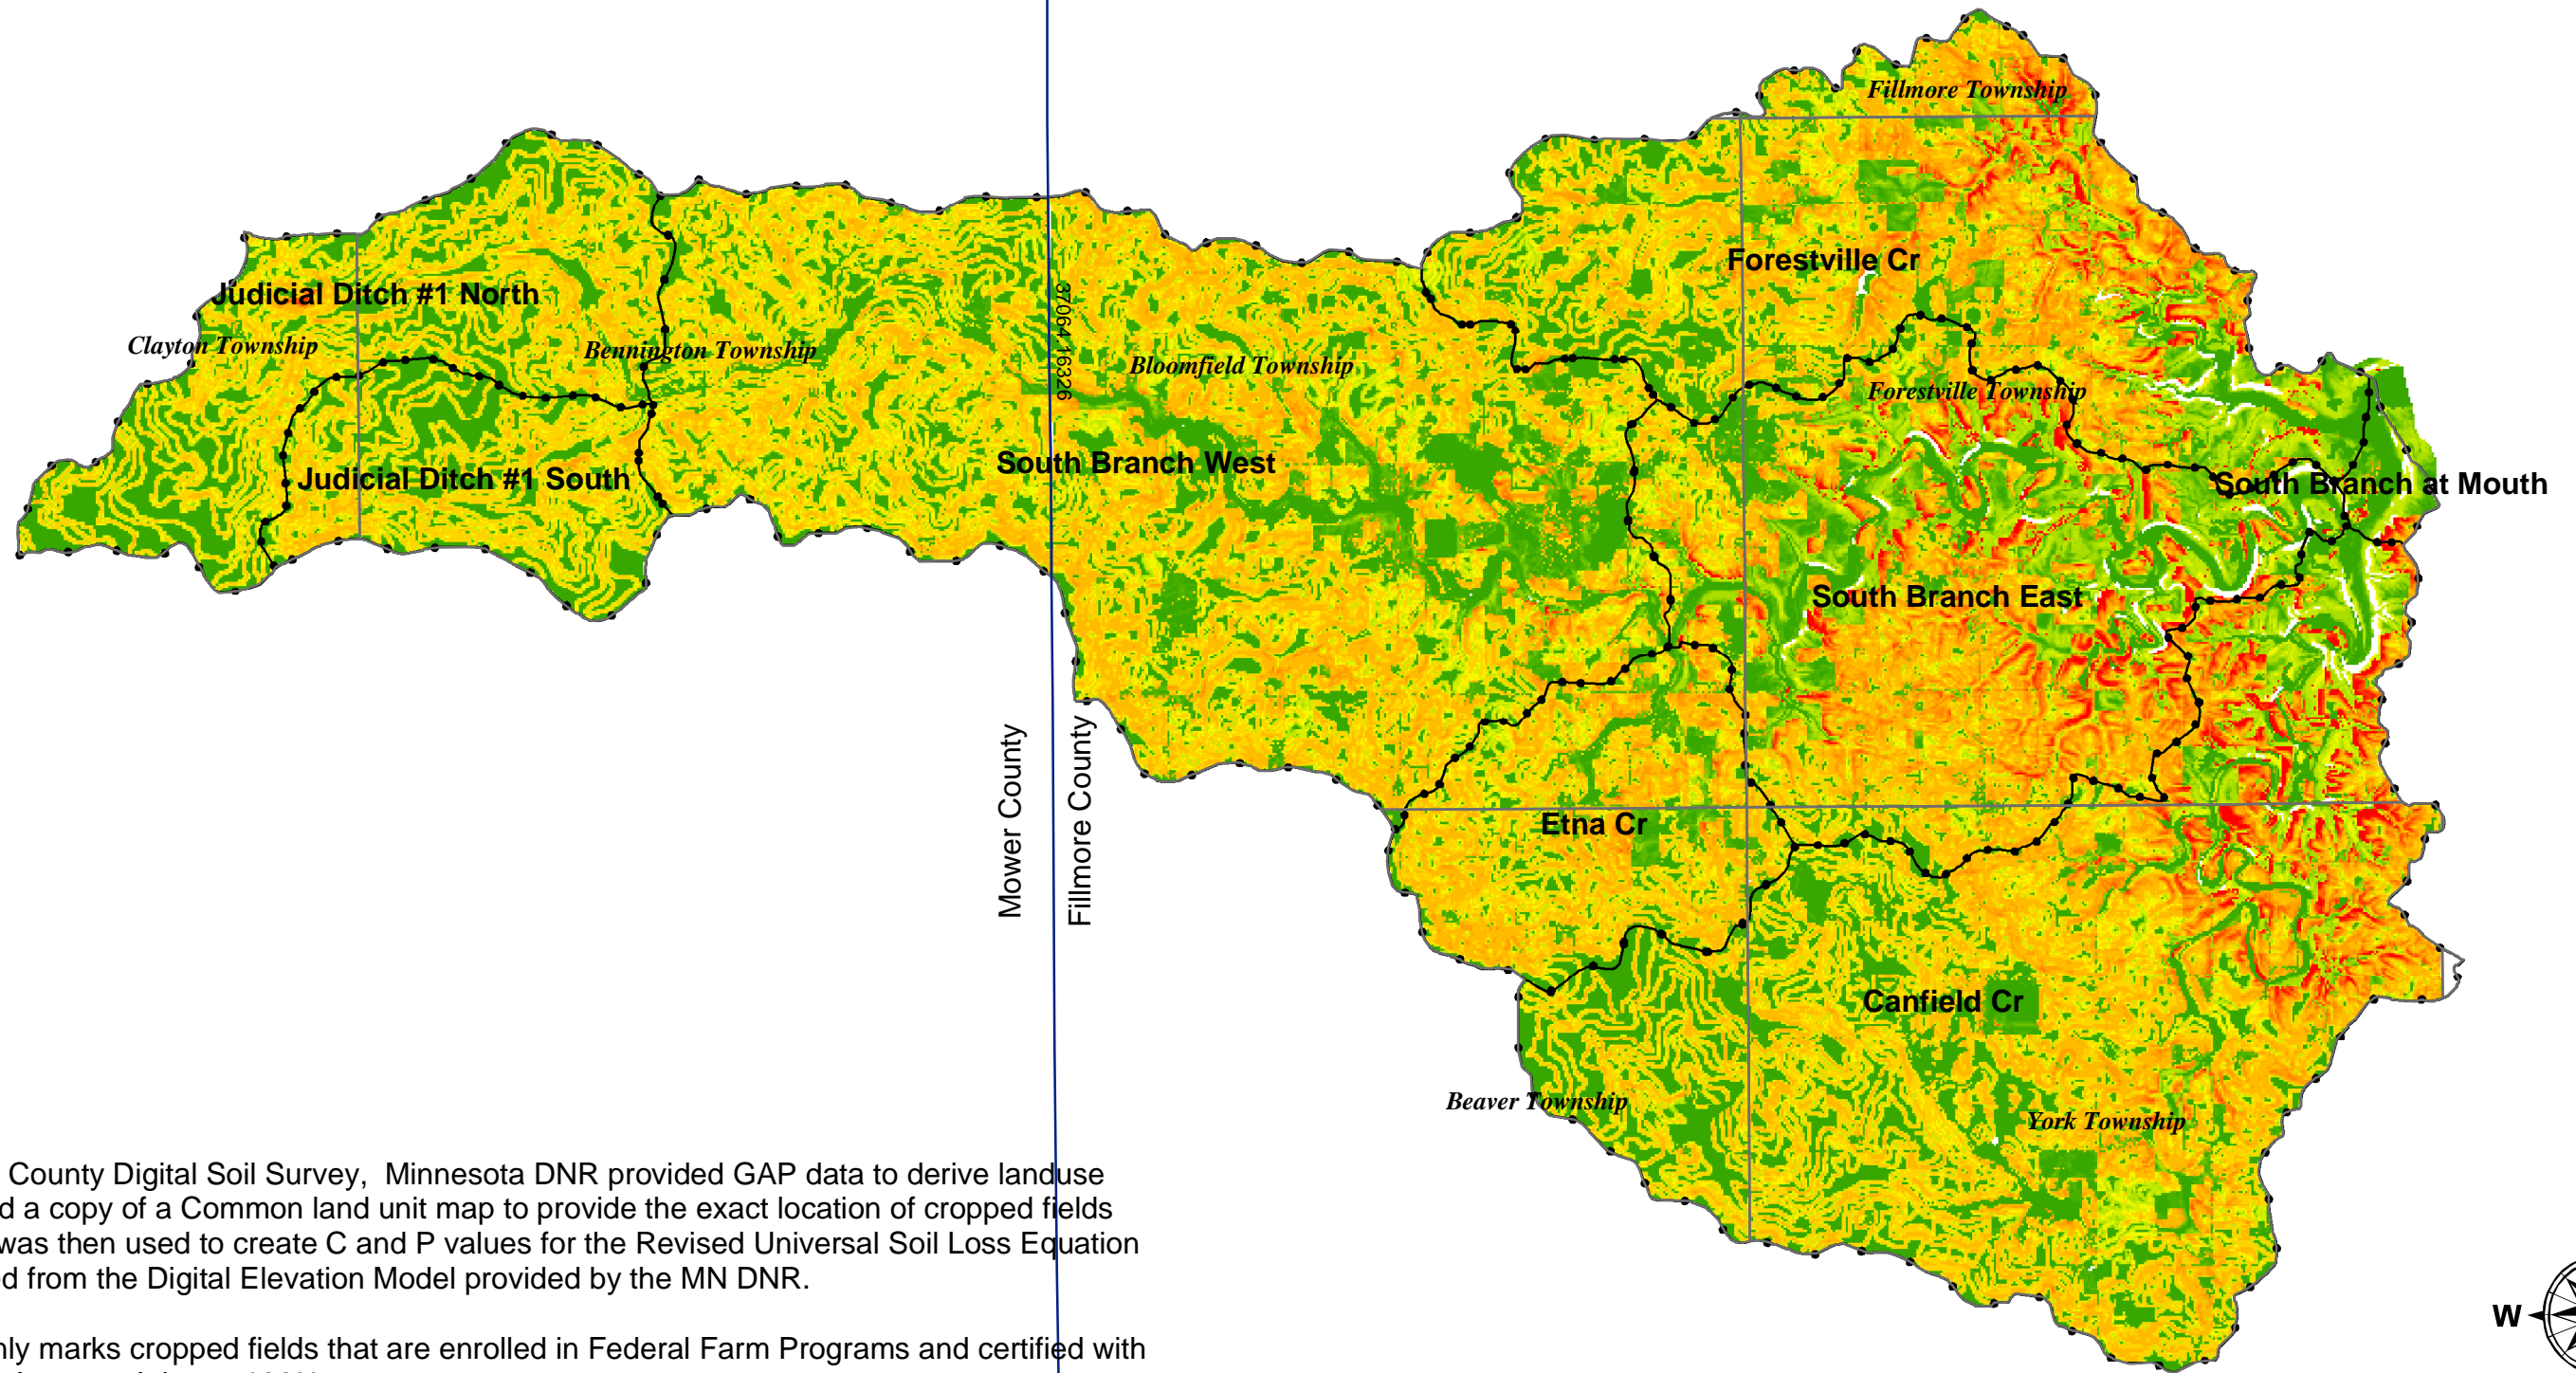 Fillmore Township
Forestville Cr
Judicial Ditch #1 North
Clayton Township
Bennington Township
37064.16326
Bloomfield Township
Forestville Township
South Branch West
Judicial Ditch #1 South
South Branch at Mouth
South Branch East
Mower County
Fillmore County
Etna Cr
Canfield Cr
Beaver Township
York Township
County Digital Soil Survey, Minnesota DNR provided GAP data to derive landuse
d a copy of a Common land unit map to provide the exact location of cropped fields
was then used to create C and P values for the Revised Universal Soil Loss Equation
ed from the Digital Elevation Model provided by the MN DNR.
nly marks cropped fields that are enrolled in Federal Farm Programs and certified with
W